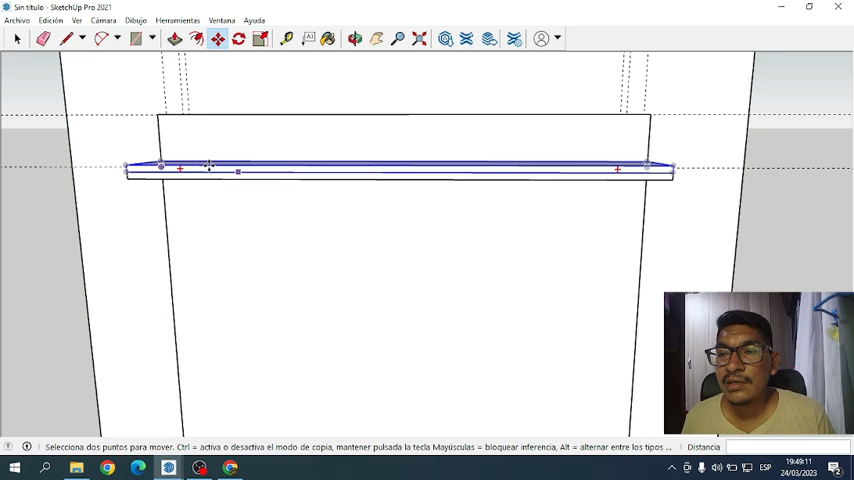 Sin título - SketchUp Pro 2021
Archivo Edición Ver Cámara Dibujo Herramientas Ventana Ayuda
A1
Selecciona dos puntos para mover. Ctrl = activa o desactiva el modo de copia, mantener pulsada la tecla Mayúsculas = bloquear inferencia, Alt = alternar entre los tipos ... Distancia
ESP
19:49:11
24/03/2023
2